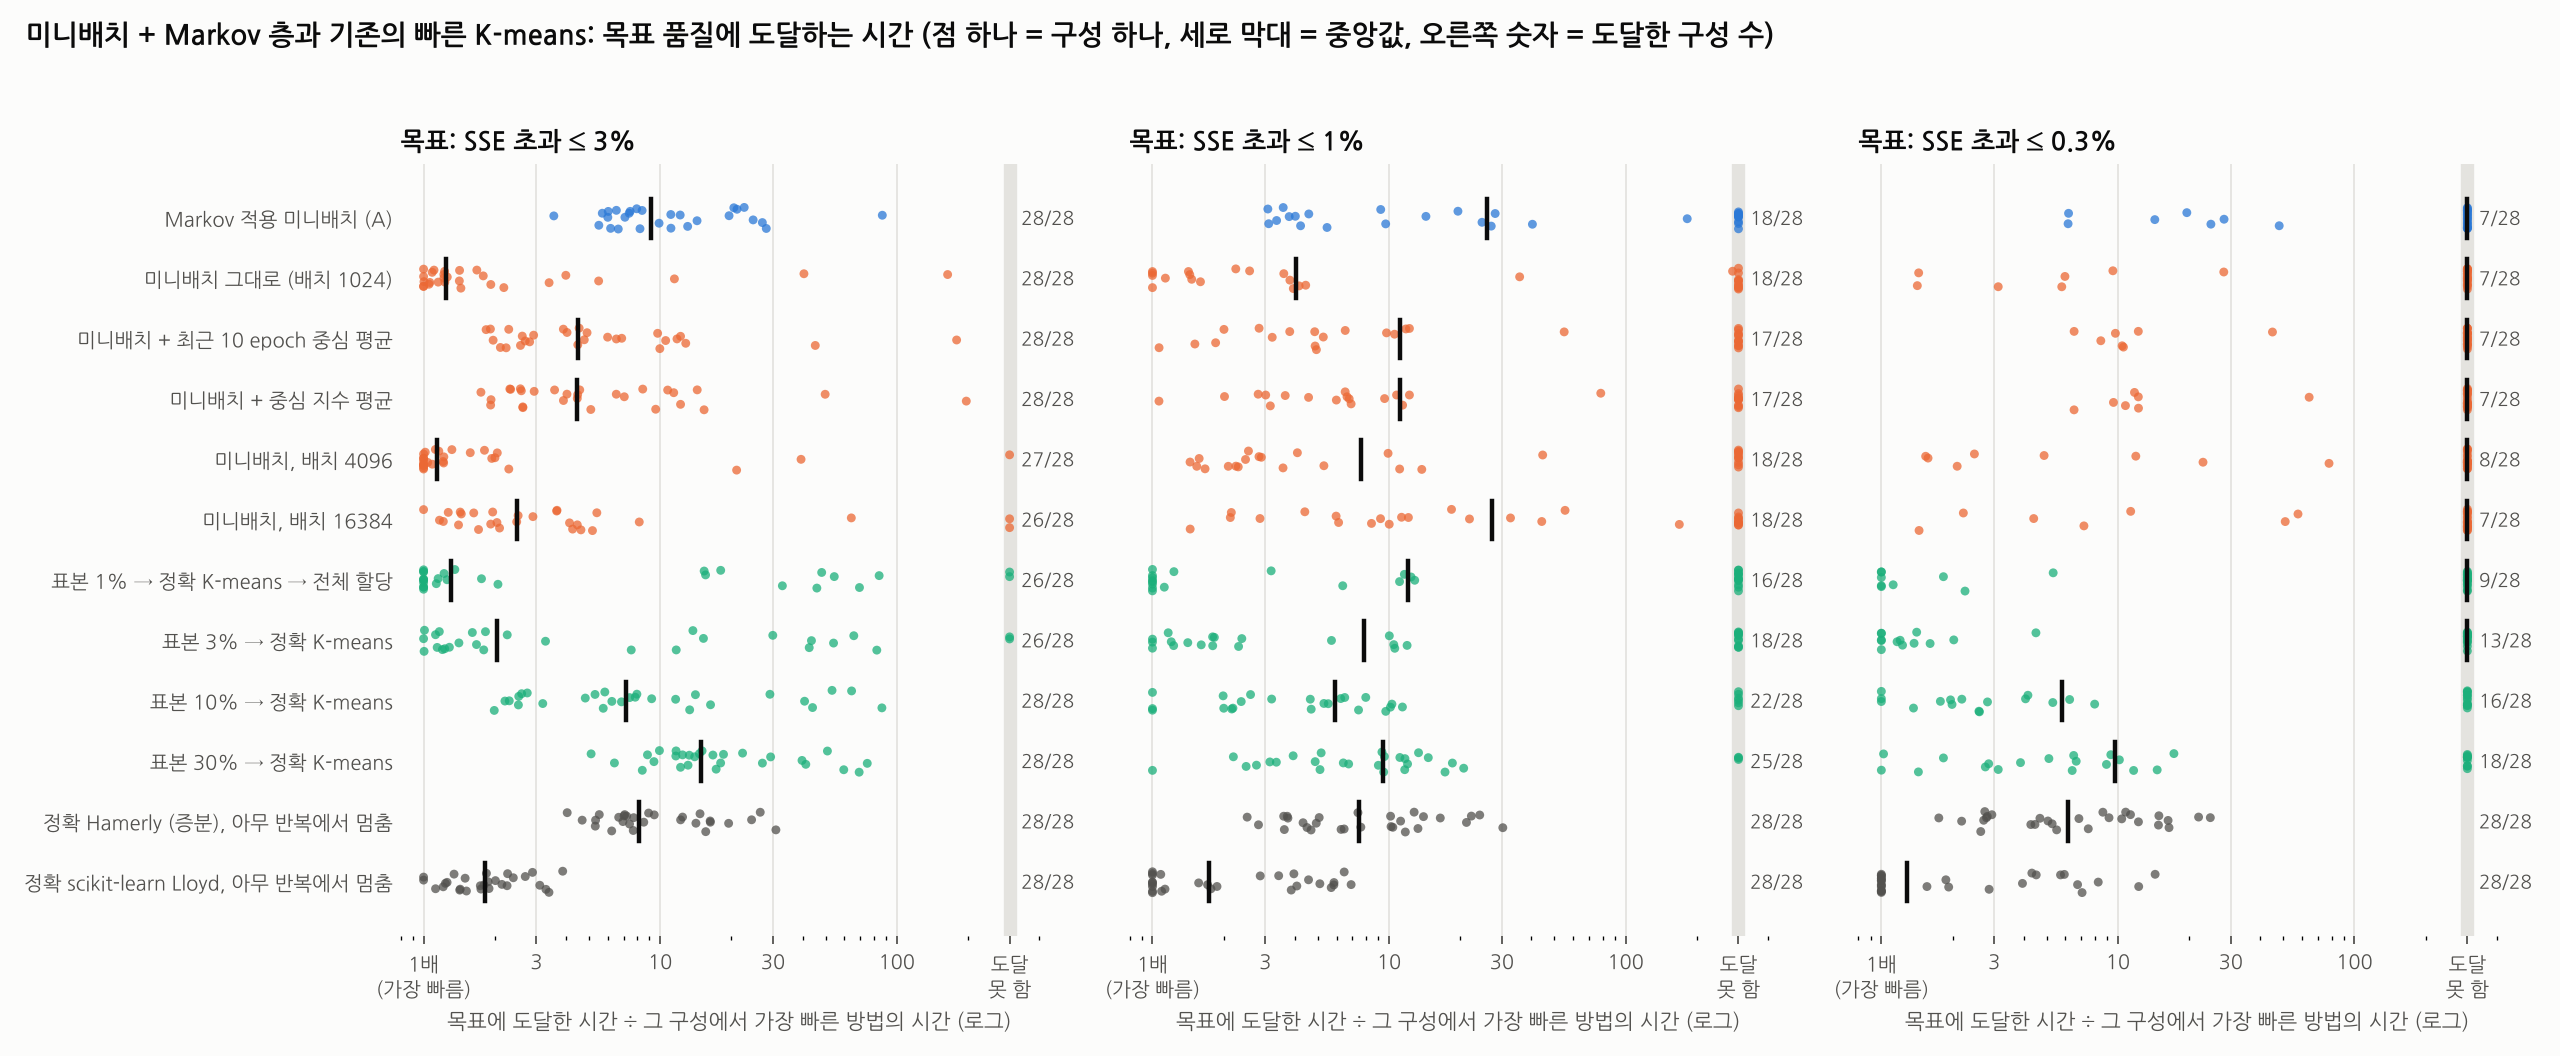 미니배치 + Markov 층과 기존의 빠른 K-means: 목표 품질에 도달하는 시간 (점 하나 = 구성 하나, 세로 막대 = 중앙값, 오른쪽 숫자 = 도달한 구성 수)
목표: SSE 초과 ≤ 3%
목표: SSE 초과 ≤ 1%
목표: SSE 초과 ≤ 0.3%
Markov 적용 미니배치 (A) 28/28 18/28 7/28
미니배치 그대로 (배치 1024) 28/28 18/28 7/28
미니배치 + 최근 10 epoch 중심 평균 28/28 17/28 7/28
미니배치 + 중심 지수 평균 28/28 17/28 7/28
미니배치, 배치 4096 27/28 18/28 8/28
미니배치, 배치 16384 26/28 18/28 7/28
표본 1% → 정확 K-means → 전체 할당 26/28 16/28 9/28
표본 3% → 정확 K-means 26/28 18/28 13/28
표본 10% → 정확 K-means 28/28 22/28 16/28
표본 30% → 정확 K-means 28/28 25/28 18/28
정확 Hamerly (증분), 아무 반복에서 멈춤 28/28 28/28 28/28
정확 scikit-learn Lloyd, 아무 반복에서 멈춤 28/28 28/28 28/28
1배 3 10 30 100 도달 1배 3 10 30 100 도달 1배 3 10 30 100 도달
(가장 빠름) 못 함 (가장 빠름) 못 함 (가장 빠름) 못 함
목표에 도달한 시간 ÷ 그 구성에서 가장 빠른 방법의 시간 (로그)
목표에 도달한 시간 ÷ 그 구성에서 가장 빠른 방법의 시간 (로그)
목표에 도달한 시간 ÷ 그 구성에서 가장 빠른 방법의 시간 (로그)